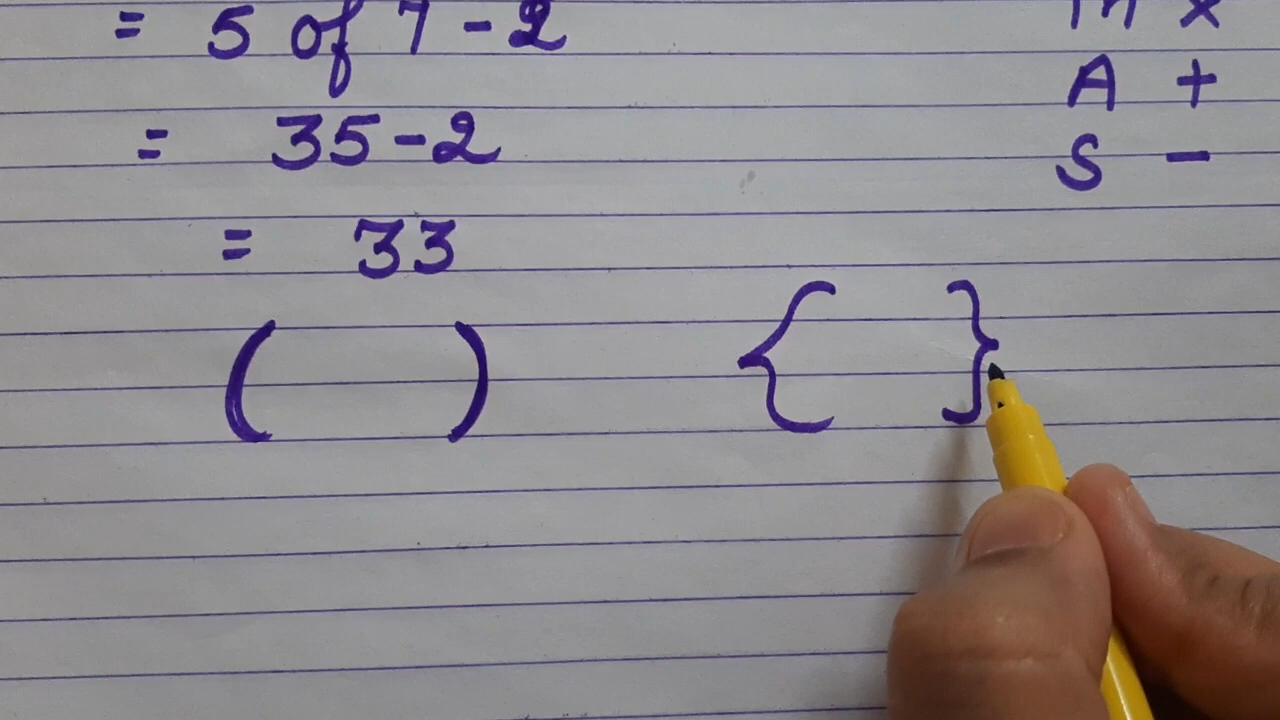 = 5 of 7 - 2
= 35 - 2
= 33
( ) { }
M ×
A +
S -